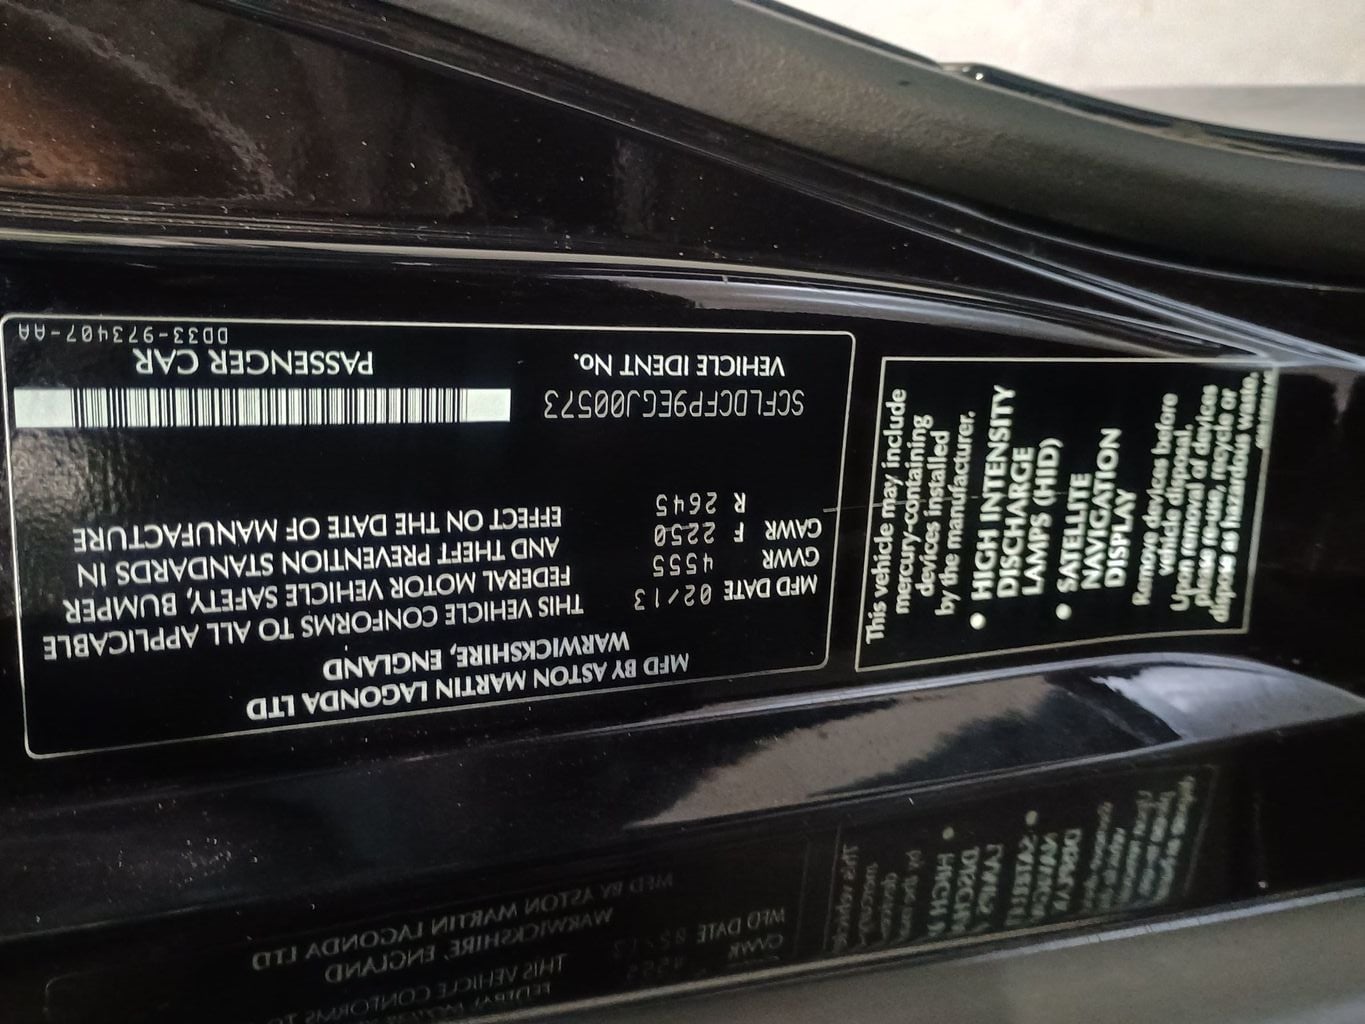 MFD BY ASTON MARTIN LAGONDA LTD
WARWICKSHIRE, ENGLAND
MFD DATE 02/13
GVWR 4555
GAWR F 2250
R 2645
THIS VEHICLE CONFORMS TO ALL APPLICABLE
FEDERAL MOTOR VEHICLE SAFETY, BUMPER
AND THEFT PREVENTION STANDARDS IN
EFFECT ON THE DATE OF MANUFACTURE
SCFLDCFP9EGJ00573
VEHICLE IDENT No.
PASSENGER CAR
DD33-973407-AA
This vehicle may include
mercury-containing
devices installed
by the manufacturer.
• HIGH INTENSITY
DISCHARGE
LAMPS (HID)
• SATELLITE
NAVIGATION
DISPLAY
Remove devices before
vehicle disposal.
Upon removal of devices
please re-use, recycle or
dispose as hazardous waste.